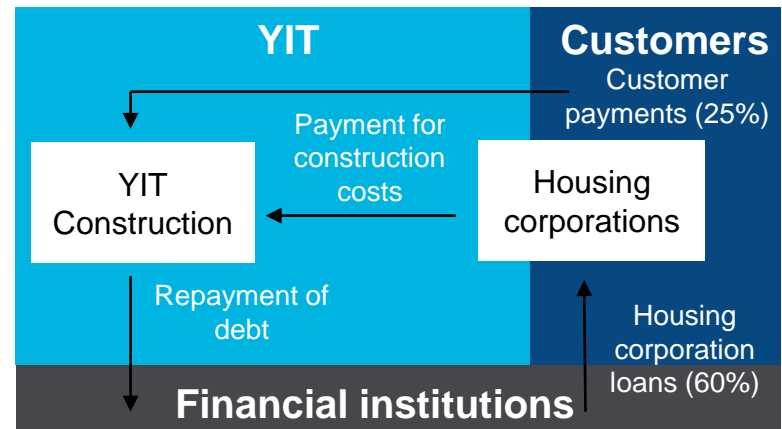 YIT
Customers
Customer
payments (25%)
Payment for
construction
costs
YIT
Construction
Housing
corporations
Repayment of
debt
Housing
corporation
loans (60%)
Financial institutions